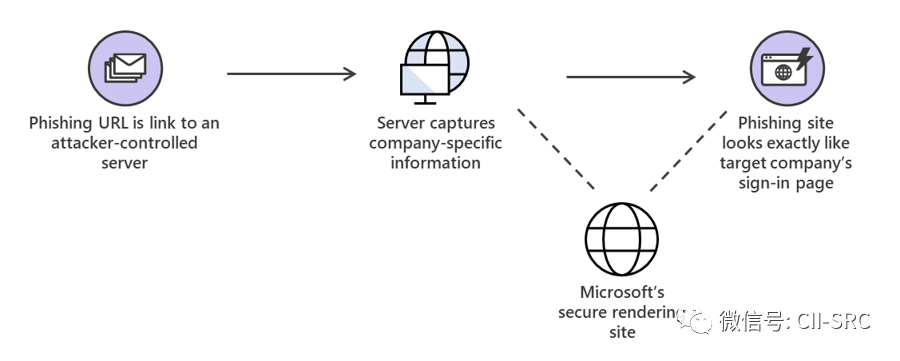 Phishing URL is link to an
attacker-controlled
server
Server captures
company-specific
information
Phishing site
looks exactly like
target company's
sign-in page
Microsoft's
secure rendering
site
微信号: CII-SRC